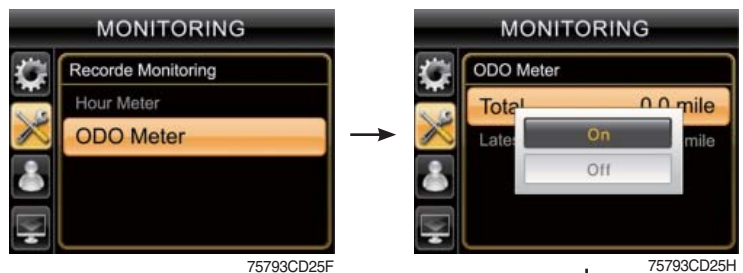 MONITORING
Recorde Monitoring
Hour Meter
ODO Meter
75793CD25F
MONITORING
ODO Meter
Total 0.0 mile
mile
On
Off
75793CD25H